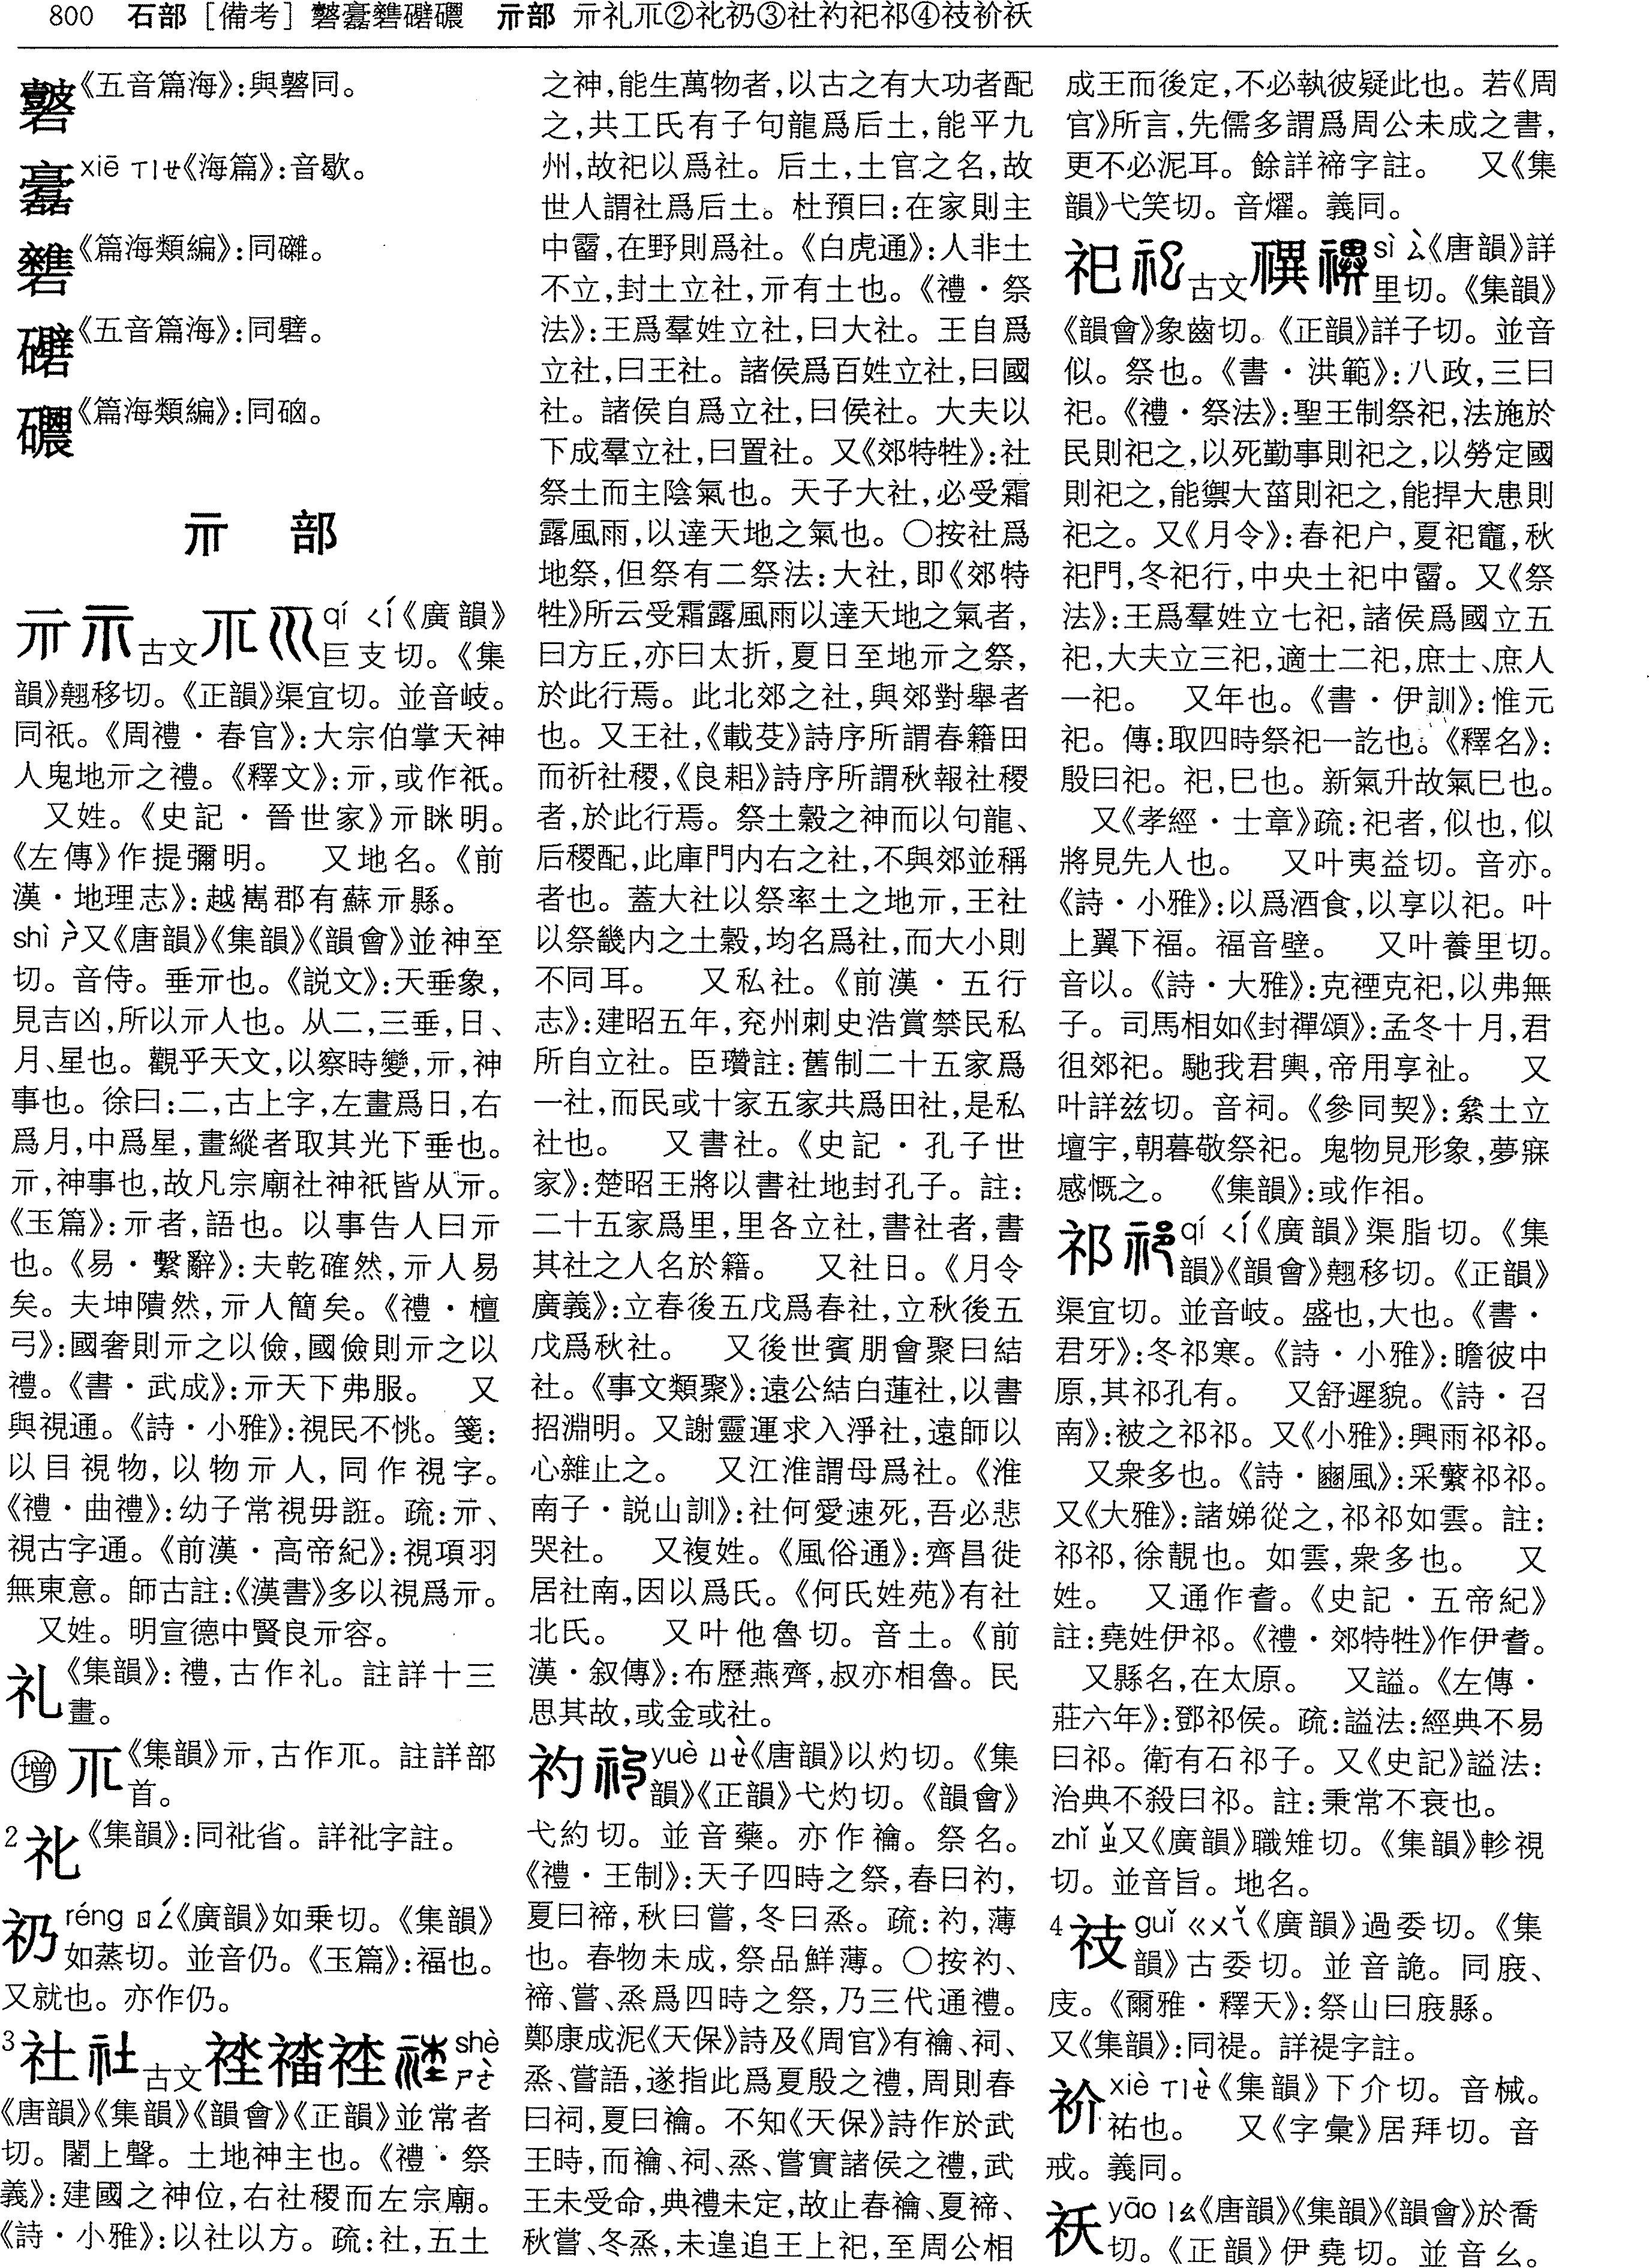 800 石部［備考］ 示部 示礼𥘅②礼礽③社礿祀祁④衼祄祆
《五音篇海》:與磬同。
xiē ㄒㄧㄝ《海篇》:音歇。
《篇海類編》:同
《五音篇海》:同
《篇海類編》:同
示部
示 古文 qí ㄑㄧˊ《廣韻》
巨支切。《集
韻》翹移切。《正韻》渠宜切。並音岐。
同祇。《周禮·春官》:大宗伯掌天神
人鬼地示之禮。《釋文》:示,或作祇。
又姓。《史記·晉世家》示眯明。
《左傳》作提彌明。 又地名。《前
漢·地理志》:越嶲郡有蘇示縣。
shì ㄕˋ又《唐韻》《集韻》《韻會》並神至
切。音侍。垂示也。《説文》:天垂象,
見吉凶,所以示人也。从二,三垂,日、
月、星也。觀乎天文,以察時變,示,神
事也。徐曰:二,古上字,左畫爲日,右
爲月,中爲星,畫縱者取其光下垂也。
示,神事也,故凡宗廟社神祇皆从示。
《玉篇》:示者,語也。以事告人曰示
也。《易·繫辭》:夫乾確然,示人易
矣。夫坤隤然,示人簡矣。《禮·檀
弓》:國奢則示之以儉,國儉則示之以
禮。《書·武成》:示天下弗服。 又
與視通。《詩·小雅》:視民不恌。箋:
以目視物,以物示人,同作視字。
《禮·曲禮》:幼子常視毋誑。疏:示、
視古字通。《前漢·高帝紀》:視項羽
無東意。師古註:《漢書》多以視爲示。
又姓。明宣德中賢良示容。
礼《集韻》:禮,古作礼。註詳十三
畫。
㊉增 《集韻》示,古作𥘅。註詳部
首。
2 《集韻》:同祉省。詳祉字註。
礽 réng ㄖㄥˊ《廣韻》如乘切。《集韻》
如蒸切。並音仍。《玉篇》:福也。
又就也。亦作仍。
3 社 古文 shè
ㄕㄜˋ
《唐韻》《集韻》《韻會》《正韻》並常者
切。闍上聲。土地神主也。《禮·祭
義》:建國之神位,右社稷而左宗廟。
《詩·小雅》:以社以方。疏:社,五土
之神,能生萬物者,以古之有大功者配
之,共工氏有子句龍爲后土,能平九
州,故祀以爲社。后土,土官之名,故
世人謂社爲后土。杜預曰:在家則主
中霤,在野則爲社。《白虎通》:人非土
不立,封土立社,示有土也。《禮·祭
法》:王爲羣姓立社,曰大社。王自爲
立社,曰王社。諸侯爲百姓立社,曰國
社。諸侯自爲立社,曰侯社。大夫以
下成羣立社,曰置社。又《郊特牲》:社
祭土而主陰氣也。天子大社,必受霜
露風雨,以達天地之氣也。○按社爲
地祭,但祭有二祭法:大社,即《郊特
牲》所云受霜露風雨以達天地之氣者,
曰方丘,亦曰太折,夏日至地示之祭,
於此行焉。此北郊之社,與郊對舉者
也。又王社,《載芟》詩序所謂春籍田
而祈社稷,《良耜》詩序所謂秋報社稷
者,於此行焉。祭土穀之神而以句龍、
后稷配,此庫門内右之社,不與郊並稱
者也。蓋大社以祭率土之地示,王社
以祭畿内之土穀,均名爲社,而大小則
不同耳。 又私社。《前漢·五行
志》:建昭五年,兖州刺史浩賞禁民私
所自立社。臣瓚註:舊制二十五家爲
一社,而民或十家五家共爲田社,是私
社也。 又書社。《史記·孔子世
家》:楚昭王將以書社地封孔子。註:
二十五家爲里,里各立社,書社者,書
其社之人名於籍。 又社日。《月令
廣義》:立春後五戊爲春社,立秋後五
戊爲秋社。 又後世賓朋會聚曰結
社。《事文類聚》:遠公結白蓮社,以書
招淵明。又謝靈運求入淨社,遠師以
心雜止之。 又江淮謂母爲社。《淮
南子·説山訓》:社何愛速死,吾必悲
哭社。 又複姓。《風俗通》:齊昌徙
居社南,因以爲氏。《何氏姓苑》有社
北氏。 又叶他魯切。音土。《前
漢·叙傳》:布歷燕齊,叔亦相魯。民
思其故,或金或社。
礿 yuè ㄩㄝˋ《唐韻》以灼切。《集
韻》《正韻》弋灼切。《韻會》
弋約切。並音藥。亦作禴。祭名。
《禮·王制》:天子四時之祭,春曰礿,
夏曰禘,秋曰嘗,冬曰烝。疏:礿,薄
也。春物未成,祭品鮮薄。○按礿、
禘、嘗、烝爲四時之祭,乃三代通禮。
鄭康成泥《天保》詩及《周官》有禴、祠、
烝、嘗語,遂指此爲夏殷之禮,周則春
曰祠,夏曰禴。不知《天保》詩作於武
王時,而禴、祠、烝、嘗實諸侯之禮,武
王未受命,典禮未定,故止春禴、夏禘、
秋嘗、冬烝,未遑追王上祀,至周公相
成王而後定,不必執彼疑此也。若《周
官》所言,先儒多謂爲周公未成之書,
更不必泥耳。餘詳禘字註。 又《集
韻》弋笑切。音燿。義同。
祀 古文禩 sì ㄙˋ《唐韻》詳
里切。《集韻》
《韻會》象齒切。《正韻》詳子切。並音
似。祭也。《書·洪範》:八政,三曰
祀。《禮·祭法》:聖王制祭祀,法施於
民則祀之,以死勤事則祀之,以勞定國
則祀之,能禦大菑則祀之,能捍大患則
祀之。又《月令》:春祀户,夏祀竈,秋
祀門,冬祀行,中央土祀中霤。又《祭
法》:王爲羣姓立七祀,諸侯爲國立五
祀,大夫立三祀,適士二祀,庶士、庶人
一祀。 又年也。《書·伊訓》:惟元
祀。傳:取四時祭祀一訖也。《釋名》:
殷曰祀。祀,巳也。新氣升故氣巳也。
又《孝經·士章》疏:祀者,似也,似
將見先人也。 又叶夷益切。音亦。
《詩·小雅》:以爲酒食,以享以祀。叶
上翼下福。福音壁。 又叶養里切。
音以。《詩·大雅》:克禋克祀,以弗無
子。司馬相如《封禪頌》:孟冬十月,君
徂郊祀。馳我君輿,帝用享祉。 又
叶詳兹切。音祠。《參同契》:絫土立
壇宇,朝暮敬祭祀。鬼物見形象,夢寐
感慨之。 《集韻》:或作禩。
祁 qí ㄑㄧˊ《廣韻》渠脂切。《集
韻》《韻會》翹移切。《正韻》
渠宜切。並音岐。盛也,大也。《書·
君牙》:冬祁寒。《詩·小雅》:瞻彼中
原,其祁孔有。 又舒遲貌。《詩·召
南》:被之祁祁。又《小雅》:興雨祁祁。
又衆多也。《詩·豳風》:采蘩祁祁。
又《大雅》:諸娣從之,祁祁如雲。註:
祁祁,徐靚也。如雲,衆多也。 又
姓。 又通作耆。《史記·五帝紀》
註:堯姓伊祁。《禮·郊特牲》作伊耆。
又縣名,在太原。 又謚。《左傳·
莊六年》:鄧祁侯。疏:謚法:經典不易
曰祁。衛有石祁子。又《史記》謚法:
治典不殺曰祁。註:秉常不衰也。
zhǐ ㄓˇ又《廣韻》職雉切。《集韻》軫視
切。並音旨。地名。
4 衼 guǐ ㄍㄨㄟˇ《廣韻》過委切。《集
韻》古委切。並音詭。同庪、
庋。《爾雅·釋天》:祭山曰庪縣。
又《集韻》:同禔。詳禔字註。
祄 xiè ㄒㄧㄝˋ《集韻》下介切。音械。
祐也。 又《字彙》居拜切。音
戒。義同。
祆 yāo ㄧㄠ《唐韻》《集韻》《韻會》於喬
切。《正韻》伊堯切。並音幺。